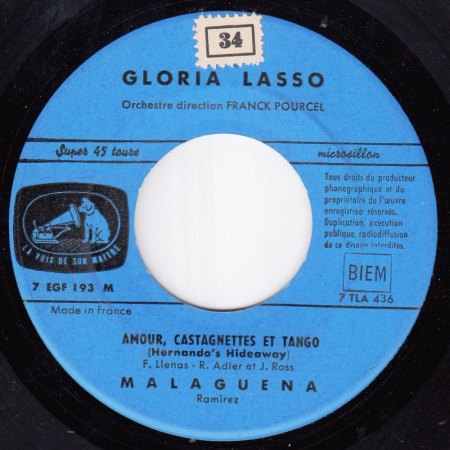 34
GLORIA LASSO
Orchestre direction FRANCK POURCEL
Super 45 tours
microsillon
Tous droits du producteur
phonographique et du
propriétaire de l'œuvre
enregistrée réservés.
Duplication, exécution
publique, radiodiffusion
de ce disque interdites.
LA VOIX DE SON MAITRE
7 EGF 193 M
BIEM
7 TLA 436
Made in France
AMOUR, CASTAGNETTES ET TANGO
(Hernando's Hideaway)
F. Llenas - R. Adler et J. Ross
MALAGUENA
Ramirez